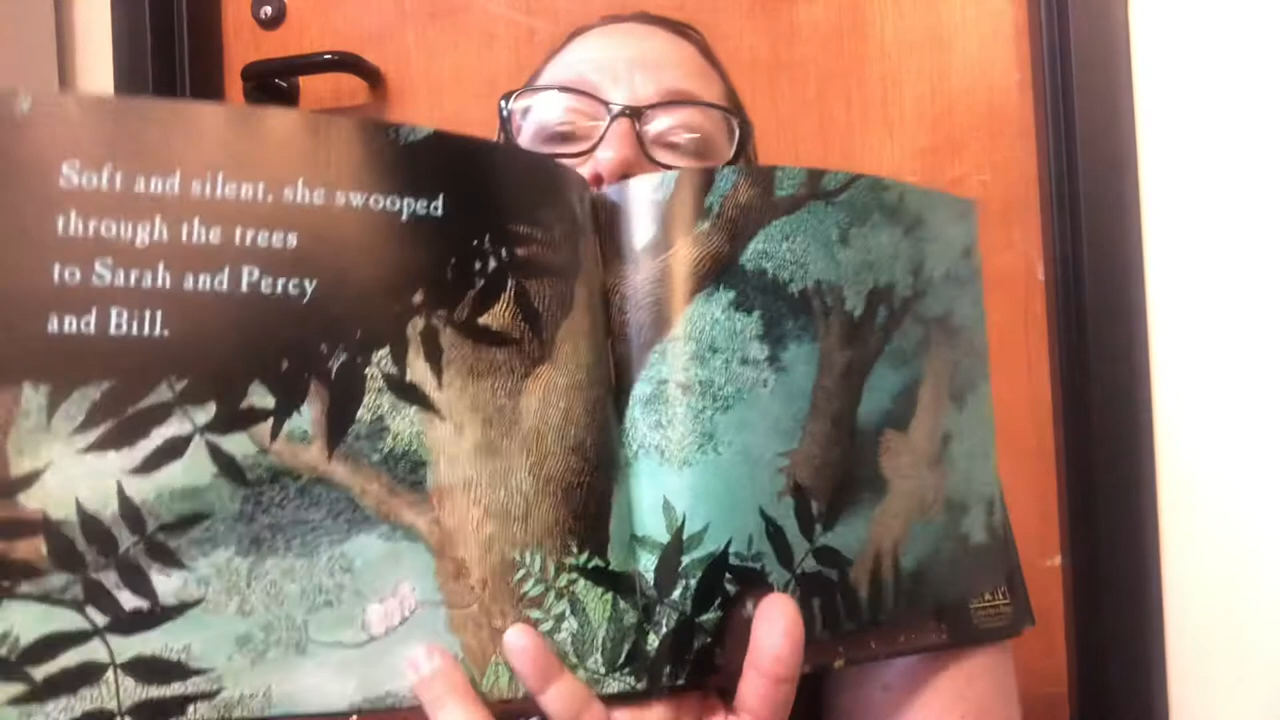 Soft and silent, she swooped
through the trees
to Sarah and Percy
and Bill.